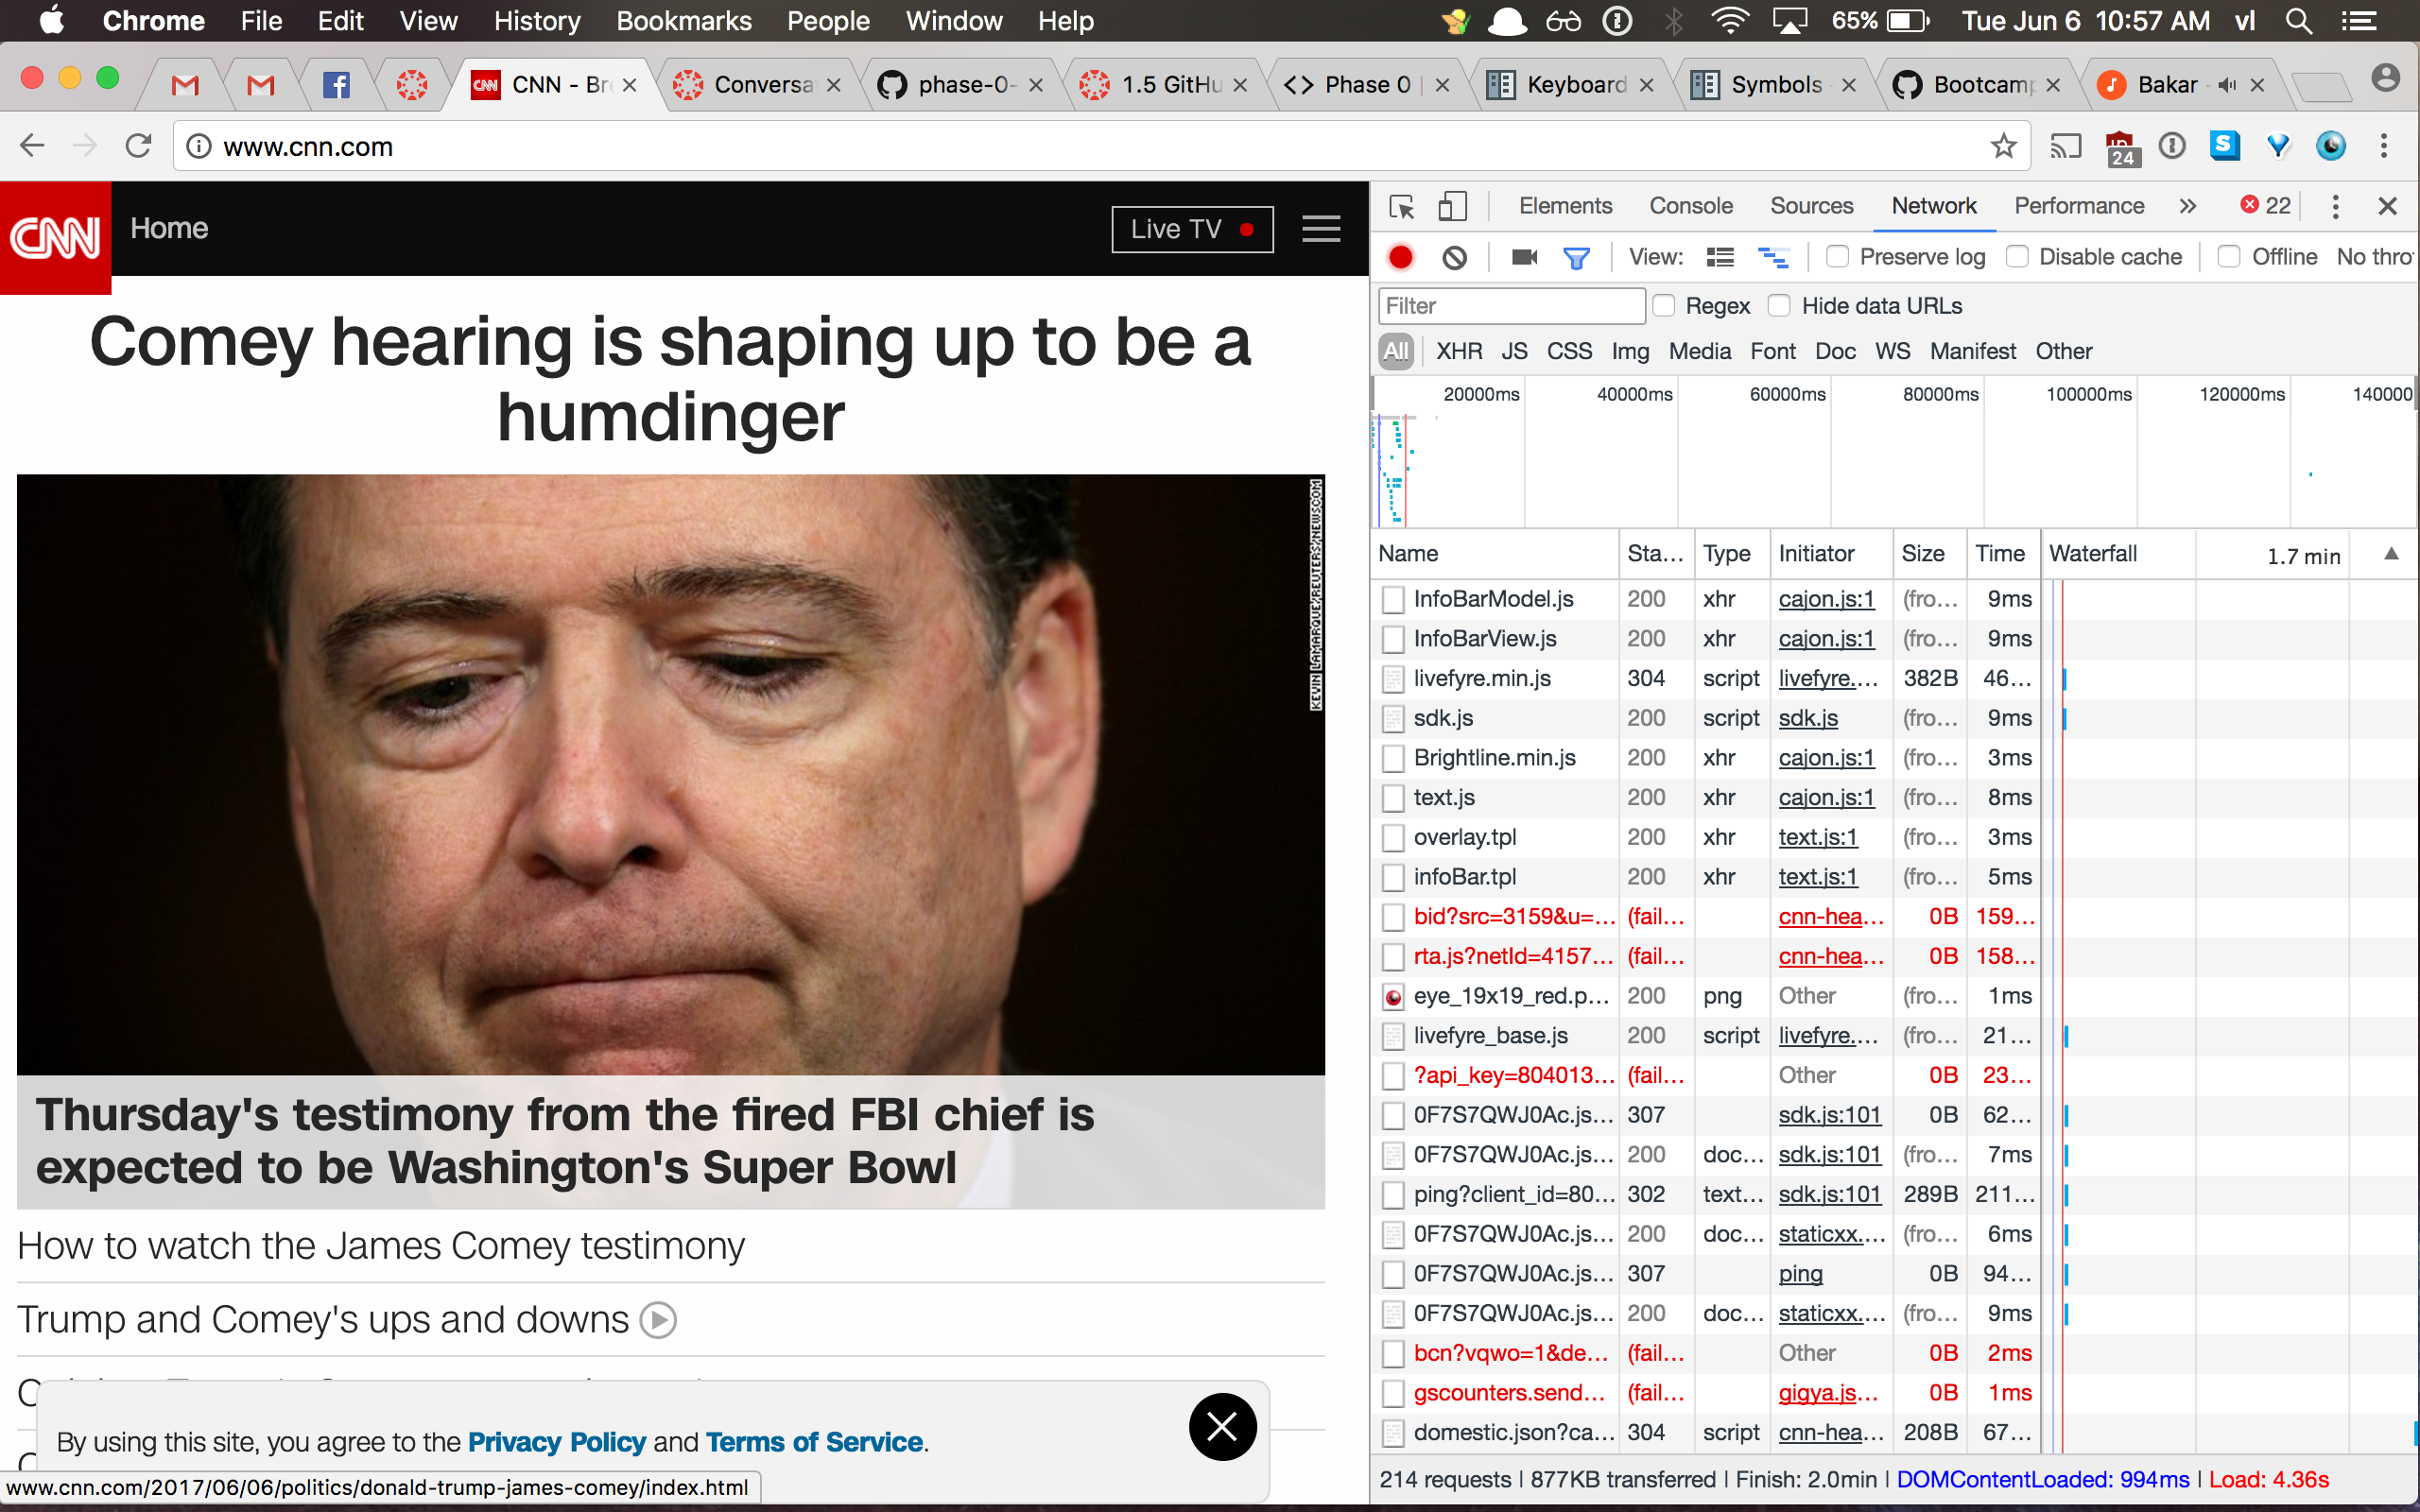 Chrome File Edit View History Bookmarks People Window Help 65% Tue Jun 6 10:57 AM vl
CNN - Br Conversa phase-0- 1.5 GitHu Phase 0 Keyboard Symbols Bootcamp Bakar
www.cnn.com
24
CNN Home Live TV
Comey hearing is shaping up to be a
humdinger
KEVIN LAMARQUE/REUTERS/NEWSCOM
Thursday's testimony from the fired FBI chief is
expected to be Washington's Super Bowl
How to watch the James Comey testimony
Trump and Comey's ups and downs
By using this site, you agree to the Privacy Policy and Terms of Service.
www.cnn.com/2017/06/06/politics/donald-trump-james-comey/index.html
Elements Console Sources Network Performance » 22
View: Preserve log Disable cache Offline No thro
Filter Regex Hide data URLs
All XHR JS CSS Img Media Font Doc WS Manifest Other
20000ms 40000ms 60000ms 80000ms 100000ms 120000ms 140000
Name Sta... Type Initiator Size Time Waterfall 1.7 min
InfoBarModel.js 200 xhr cajon.js:1 (fro... 9ms
InfoBarView.js 200 xhr cajon.js:1 (fro... 9ms
livefyre.min.js 304 script livefyre.... 382B 46...
sdk.js 200 script sdk.js (fro... 9ms
Brightline.min.js 200 xhr cajon.js:1 (fro... 3ms
text.js 200 xhr cajon.js:1 (fro... 8ms
overlay.tpl 200 xhr text.js:1 (fro... 3ms
infoBar.tpl 200 xhr text.js:1 (fro... 5ms
bid?src=3159&u=... (fail... cnn-hea... 0B 159...
rta.js?netId=4157... (fail... cnn-hea... 0B 158...
eye_19x19_red.p... 200 png Other (fro... 1ms
livefyre_base.js 200 script livefyre.... (fro... 21...
?api_key=804013... (fail... Other 0B 23...
0F7S7QWJ0Ac.js... 307 sdk.js:101 0B 62...
0F7S7QWJ0Ac.js... 200 doc... sdk.js:101 (fro... 7ms
ping?client_id=80... 302 text... sdk.js:101 289B 211...
0F7S7QWJ0Ac.js... 200 doc... staticxx.... (fro... 6ms
0F7S7QWJ0Ac.js... 307 ping 0B 94...
0F7S7QWJ0Ac.js... 200 doc... staticxx.... (fro... 9ms
bcn?vqwo=1&de... (fail... Other 0B 2ms
gscounters.send... (fail... gigya.js... 0B 1ms
domestic.json?ca... 304 script cnn-hea... 208B 67...
214 requests | 877KB transferred | Finish: 2.0min | DOMContentLoaded: 994ms | Load: 4.36s